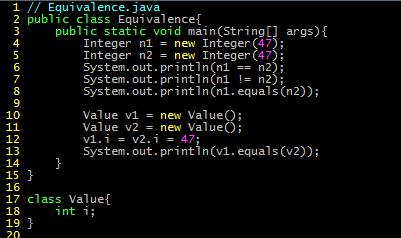 1 // Equivalence.java
2 public class Equivalence{
3     public static void main(String[] args){
4         Integer n1 = new Integer(47);
5         Integer n2 = new Integer(47);
6         System.out.println(n1 == n2);
7         System.out.println(n1 != n2);
8         System.out.println(n1.equals(n2));
9
10         Value v1 = new Value();
11         Value v2 = new Value();
12         v1.i = v2.i = 47;
13         System.out.println(v1.equals(v2));
14     }
15 }
16
17 class Value{
18     int i;
19 }
20